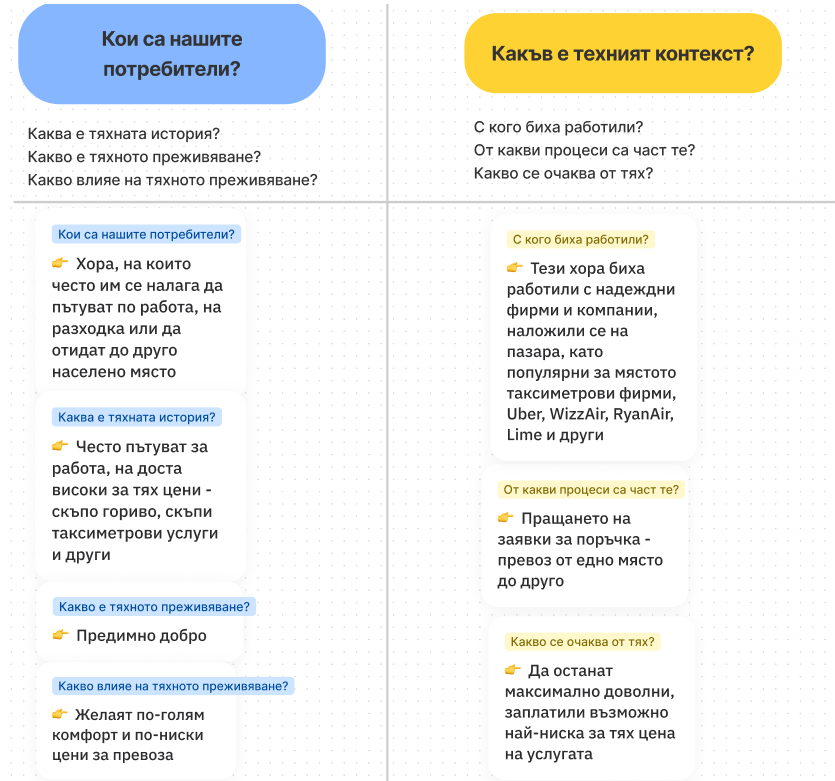 Кои са нашите
потребители?
Каква е тяхната история?
Какво е тяхното преживяване?
Какво влияе на тяхното преживяване?
Кои са нашите потребители?
👉 Хора, на които
често им се налага да
пътуват по работа, на
разходка или да
отидат до друго
населено място
Каква е тяхната история?
👉 Често пътуват за
работа, на доста
високи за тях цени -
скъпо гориво, скъпи
таксиметрови услуги
и други
Какво е тяхното преживяване?
👉 Предимно добро
Какво влияе на тяхното преживяване?
👉 Желаят по-голям
комфорт и по-ниски
цени за превоза
Какъв е техният контекст?
С кого биха работили?
От какви процеси са част те?
Какво се очаква от тях?
С кого биха работили?
👉 Тези хора биха
работили с надеждни
фирми и компании,
наложили се на
пазара, като
популярни за мястото
таксиметрови фирми,
Uber, WizzAir, RyanAir,
Lime и други
От какви процеси са част те?
👉 Пращането на
заявки за поръчка -
превоз от едно място
до друго
Какво се очаква от тях?
👉 Да останат
максимално доволни,
заплатили възможно
най-ниска за тях цена
на услугата